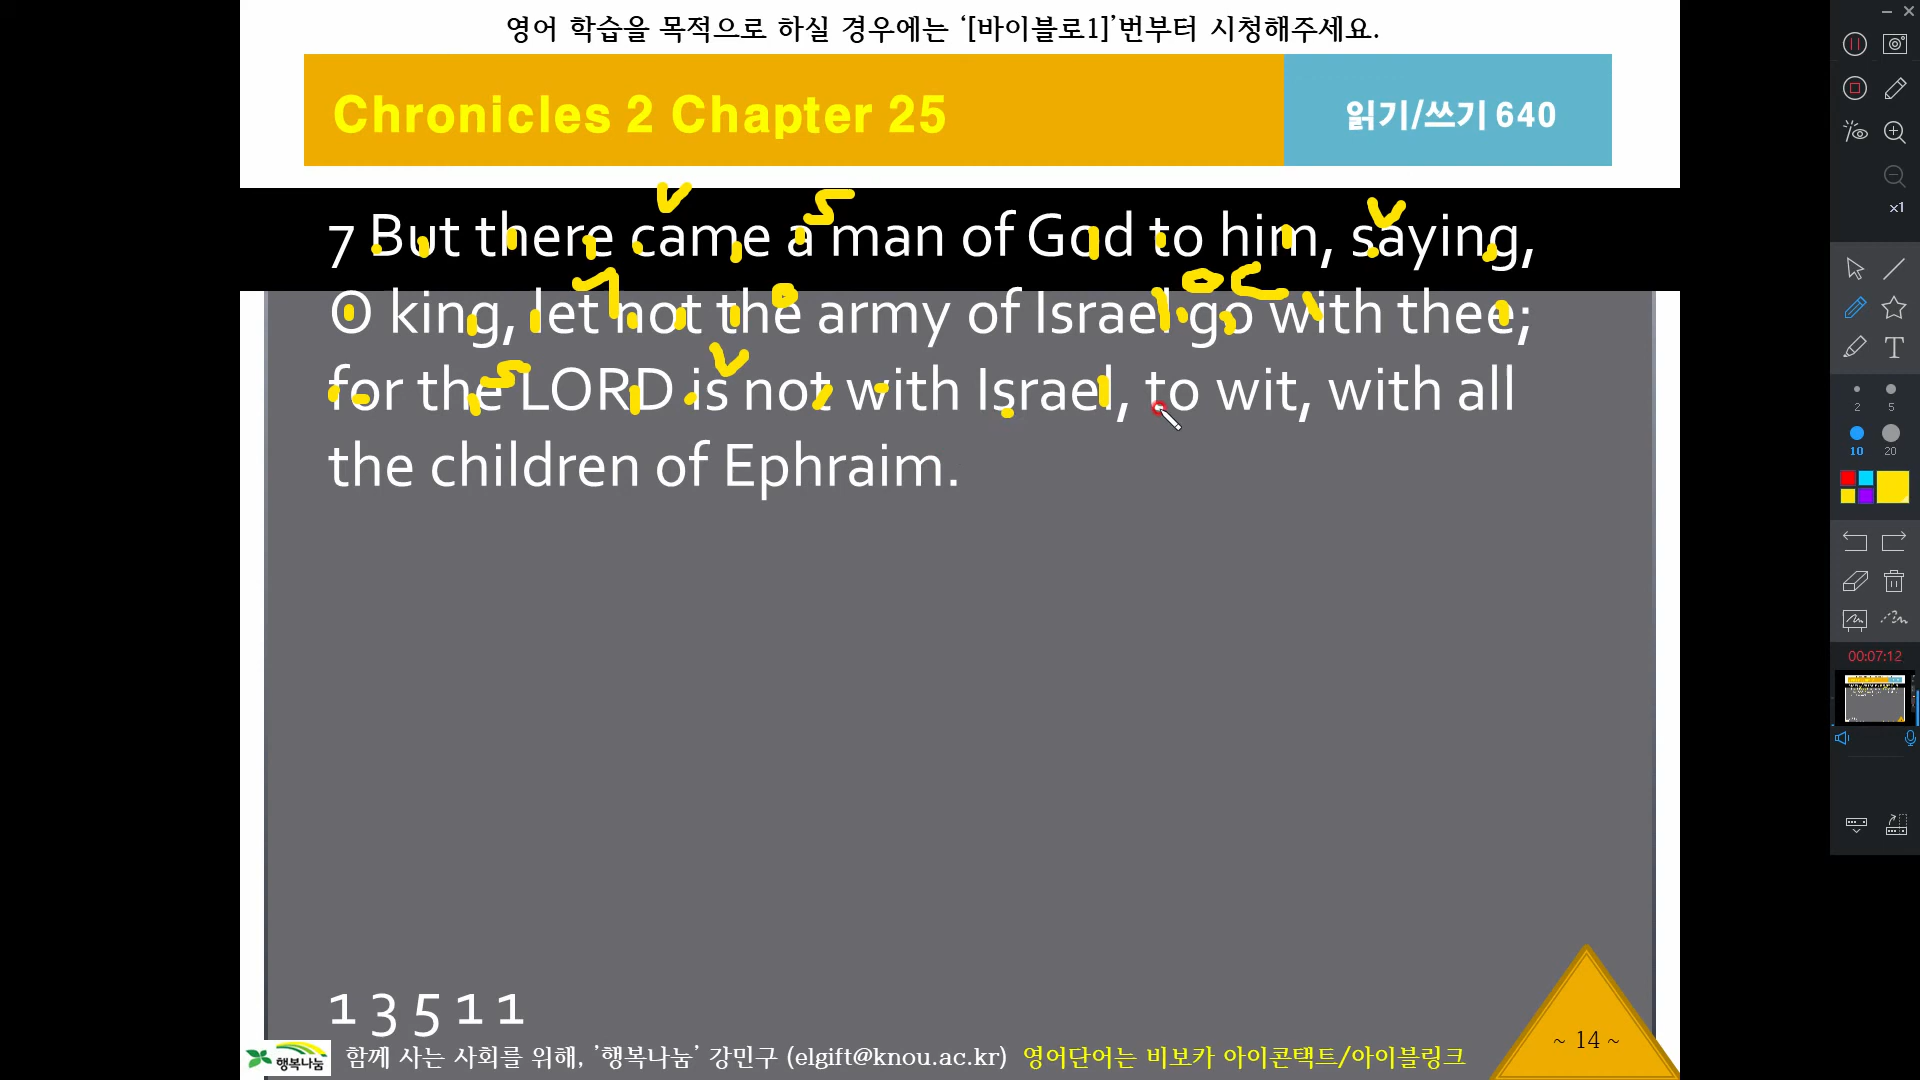 영어 학습을 목적으로 하실 경우에는 ‘[바이블로1]’번부터 시청해주세요.
Chronicles 2 Chapter 25
읽기/쓰기 640
7 But there came a man of God to him, saying,
O king, let not the army of Israel go with thee;
for the LORD is not with Israel, to wit, with all
the children of Ephraim.
1 3 5 1 1
~ 14 ~
행복나눔 함께 사는 사회를 위해, ’행복나눔’ 강민구 (elgift@knou.ac.kr) 영어단어는 비보카 아이콘택트/아이블링크
x1
T
2 5
10 20
00:07:12